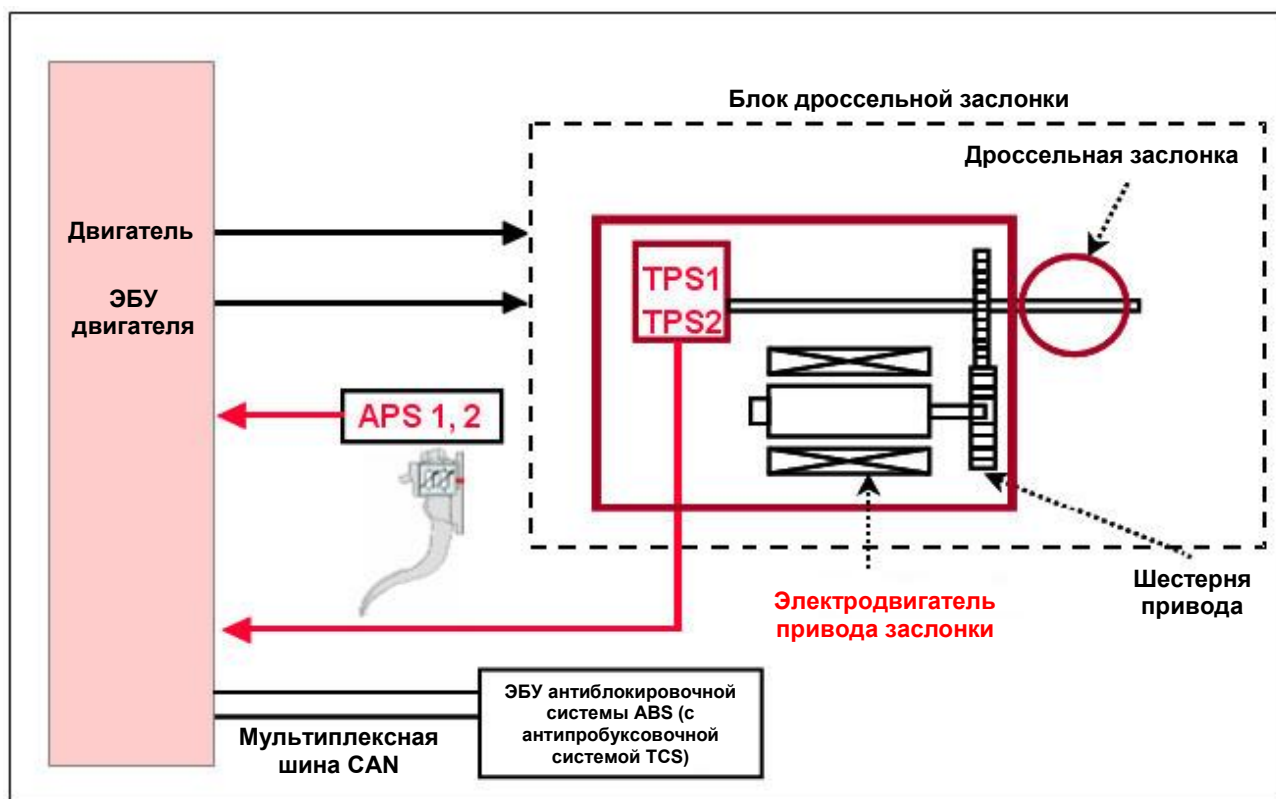 Блок дроссельной заслонки
Дроссельная заслонка
Двигатель
ЭБУ
двигателя
TPS1
TPS2
APS 1, 2
Электродвигатель
привода заслонки
Шестерня
привода
Мультиплексная
шина CAN
ЭБУ антиблокировочной
системы ABS (с
антипробуксовочной
системой TCS)